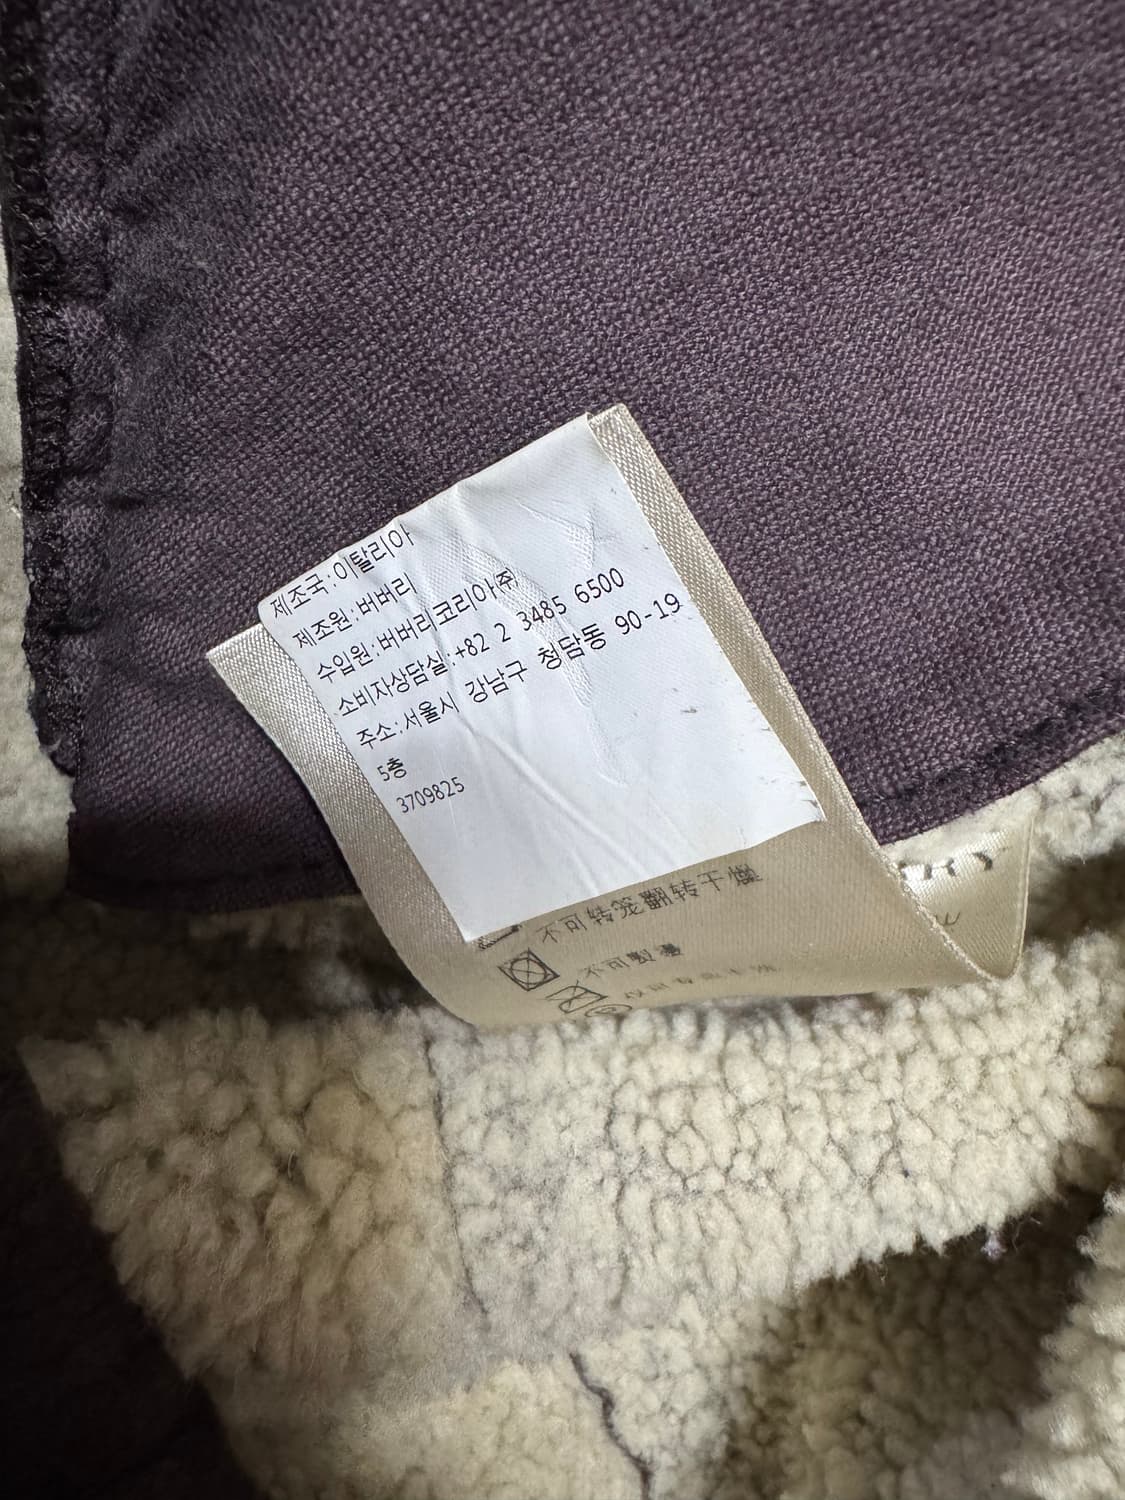 제조국:이탈리아
제조원:버버리
수입원:버버리코리아㈜
소비자상담실:+82 2 3485 6500
주소:서울시 강남구 청담동 90-19
5층
3709825
不可转笼翻转干燥
不可